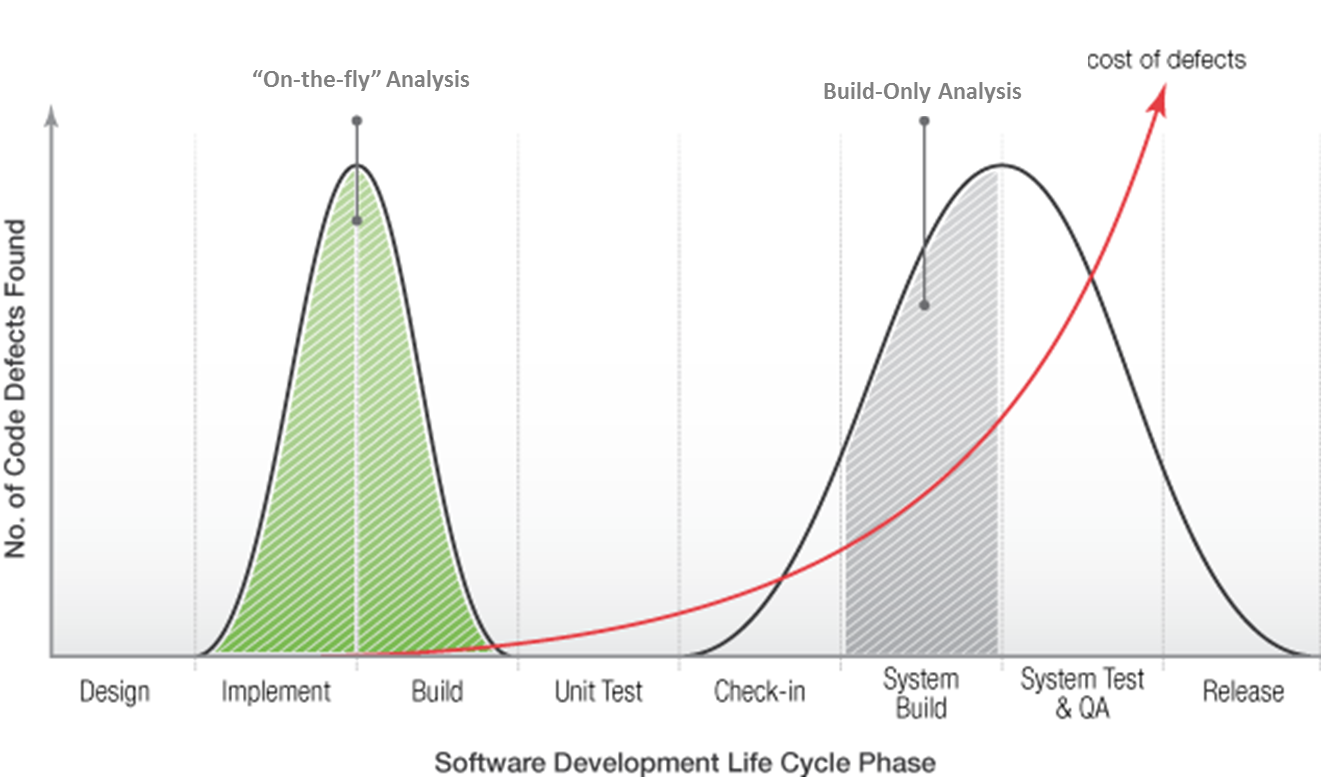 cost of defects
“On-the-fly” Analysis
Build-Only Analysis
No. of Code Defects Found
Design
Implement
Build
Unit Test
Check-in
System
Build
System Test
& QA
Release
Software Development Life Cycle Phase